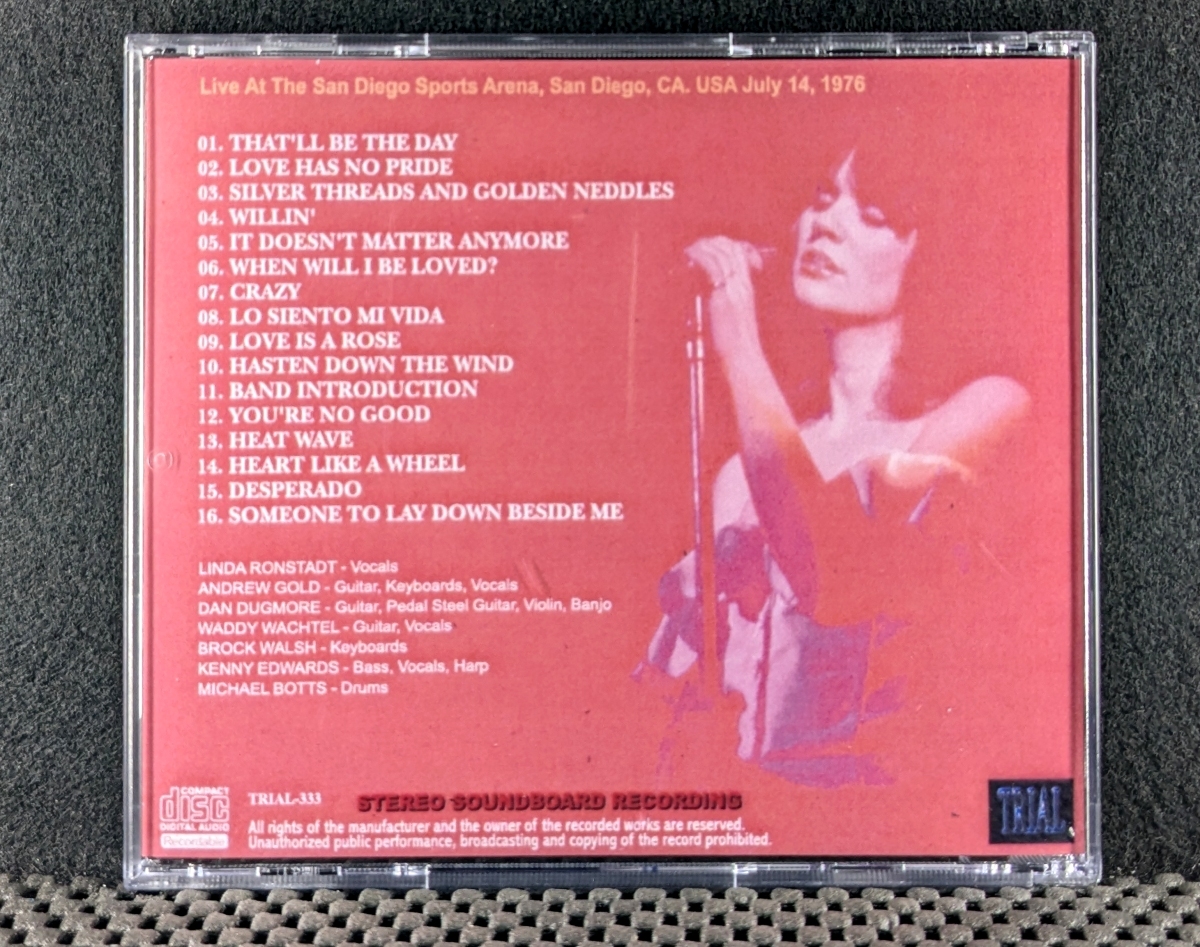 Live At The San Diego Sports Arena, San Diego, CA. USA July 14, 1976
01. THAT'LL BE THE DAY
02. LOVE HAS NO PRIDE
03. SILVER THREADS AND GOLDEN NEDDLES
04. WILLIN'
05. IT DOESN'T MATTER ANYMORE
06. WHEN WILL I BE LOVED?
07. CRAZY
08. LO SIENTO MI VIDA
09. LOVE IS A ROSE
10. HASTEN DOWN THE WIND
11. BAND INTRODUCTION
12. YOU'RE NO GOOD
13. HEAT WAVE
14. HEART LIKE A WHEEL
15. DESPERADO
16. SOMEONE TO LAY DOWN BESIDE ME
LINDA RONSTADT - Vocals
ANDREW GOLD - Guitar, Keyboards, Vocals
DAN DUGMORE - Guitar, Pedal Steel Guitar, Violin, Banjo
WADDY WACHTEL - Guitar, Vocals
BROCK WALSH - Keyboards
KENNY EDWARDS - Bass, Vocals, Harp
MICHAEL BOTTS - Drums
COMPACT
disc
DIGITAL AUDIO
Recordable
TRIAL-333
STEREO SOUNDBOARD RECORDING
All rights of the manufacturer and the owner of the recorded works are reserved.
Unauthorized public performance, broadcasting and copying of the record prohibited.
TRIAL